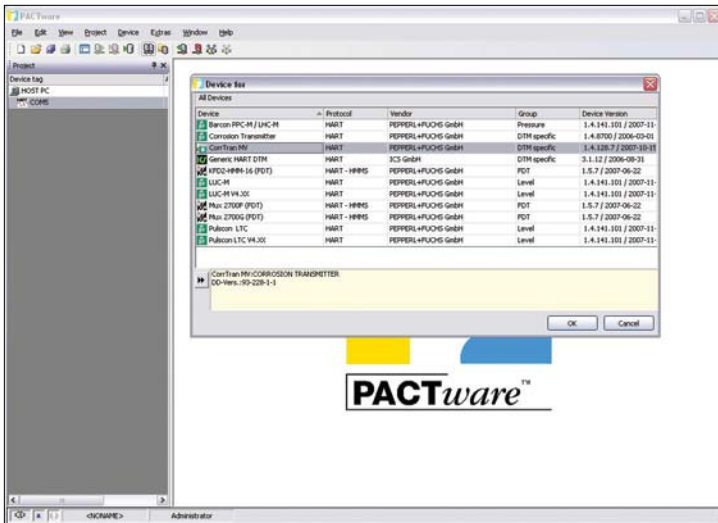 PACTware
File Edit View Project Device Extras Window Help
Project
Device tag
HOST PC
COM5
Device for
All Devices
Device Protocol Vendor Group Device Version
Barcon PPC-M / LHC-M HART PEPPERL+FUCHS GmbH Pressure 1.4.141.101 / 2007-11-
Corrosion Transmitter HART PEPPERL+FUCHS GmbH DTM specific 1.4.8700 / 2006-03-01
CorrTran MV HART PEPPERL+FUCHS GmbH DTM specific 1.4.128.7 / 2007-10-15
Generic HART DTM HART ICS GmbH DTM specific 3.1.12 / 2006-08-31
KFD2-HMM-16 (FDT) HART - HMMS PEPPERL+FUCHS GmbH FDT 1.5.7 / 2007-06-22
LUC-M HART PEPPERL+FUCHS GmbH Level 1.4.141.101 / 2007-11-
LUC-M V4.XX HART PEPPERL+FUCHS GmbH Level 1.4.141.101 / 2007-11-
Mux 2700F (FDT) HART - HMMS PEPPERL+FUCHS GmbH FDT 1.5.7 / 2007-06-22
Mux 2700G (FDT) HART - HMMS PEPPERL+FUCHS GmbH FDT 1.5.7 / 2007-06-22
Pulscon LTC HART PEPPERL+FUCHS GmbH Level 1.4.141.101 / 2007-11-
Pulscon LTC V4.XX HART PEPPERL+FUCHS GmbH Level 1.4.141.101 / 2007-11-
CorrTran MV:CORROSION TRANSMITTER
DD-Vers.:93-228-1-1
OK Cancel
PACTware™
<NONAME> Administrator